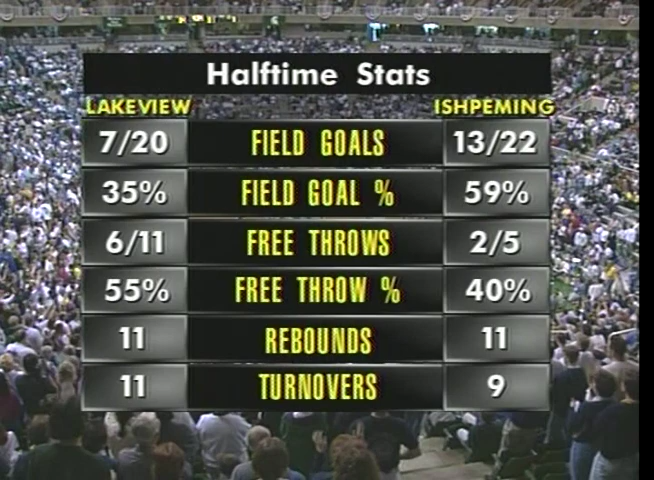 Halftime Stats
LAKEVIEW ISHPEMING
7/20 FIELD GOALS 13/22
35% FIELD GOAL % 59%
6/11 FREE THROWS 2/5
55% FREE THROW % 40%
11 REBOUNDS 11
11 TURNOVERS 9